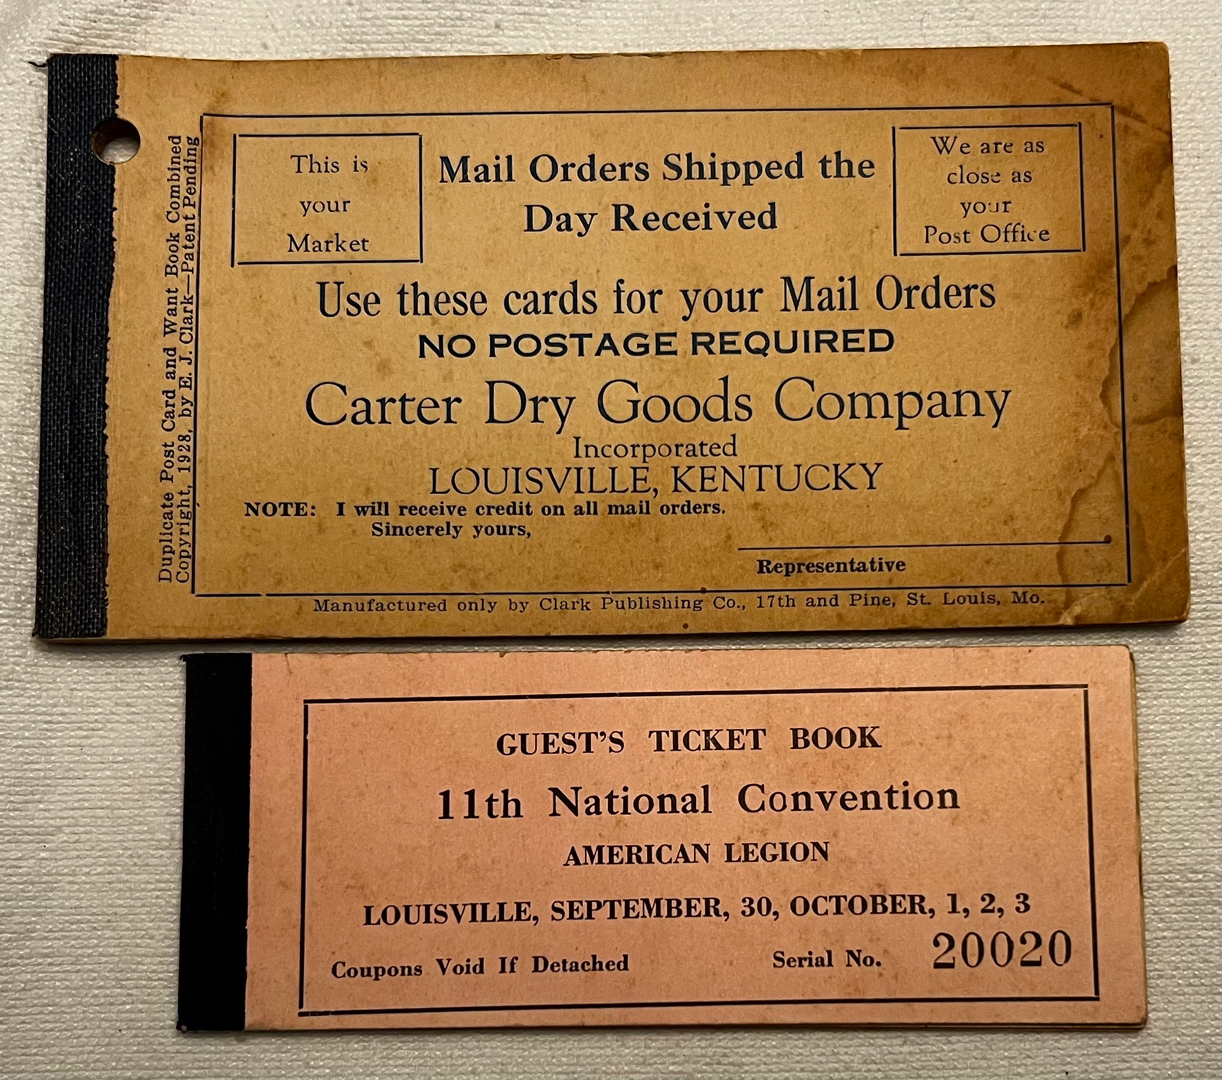 Duplicate Post Card and Want Book Combined
Copyright, 1928, by E. J. Clark—Patent Pending
This is
your
Market
Mail Orders Shipped the
Day Received
We are as
close as
your
Post Office
Use these cards for your Mail Orders
NO POSTAGE REQUIRED
Carter Dry Goods Company
Incorporated
LOUISVILLE, KENTUCKY
NOTE: I will receive credit on all mail orders.
Sincerely yours,
Representative
Manufactured only by Clark Publishing Co., 17th and Pine, St. Louis, Mo.
GUEST'S TICKET BOOK
11th National Convention
AMERICAN LEGION
LOUISVILLE, SEPTEMBER, 30, OCTOBER, 1, 2, 3
Coupons Void If Detached Serial No. 20020